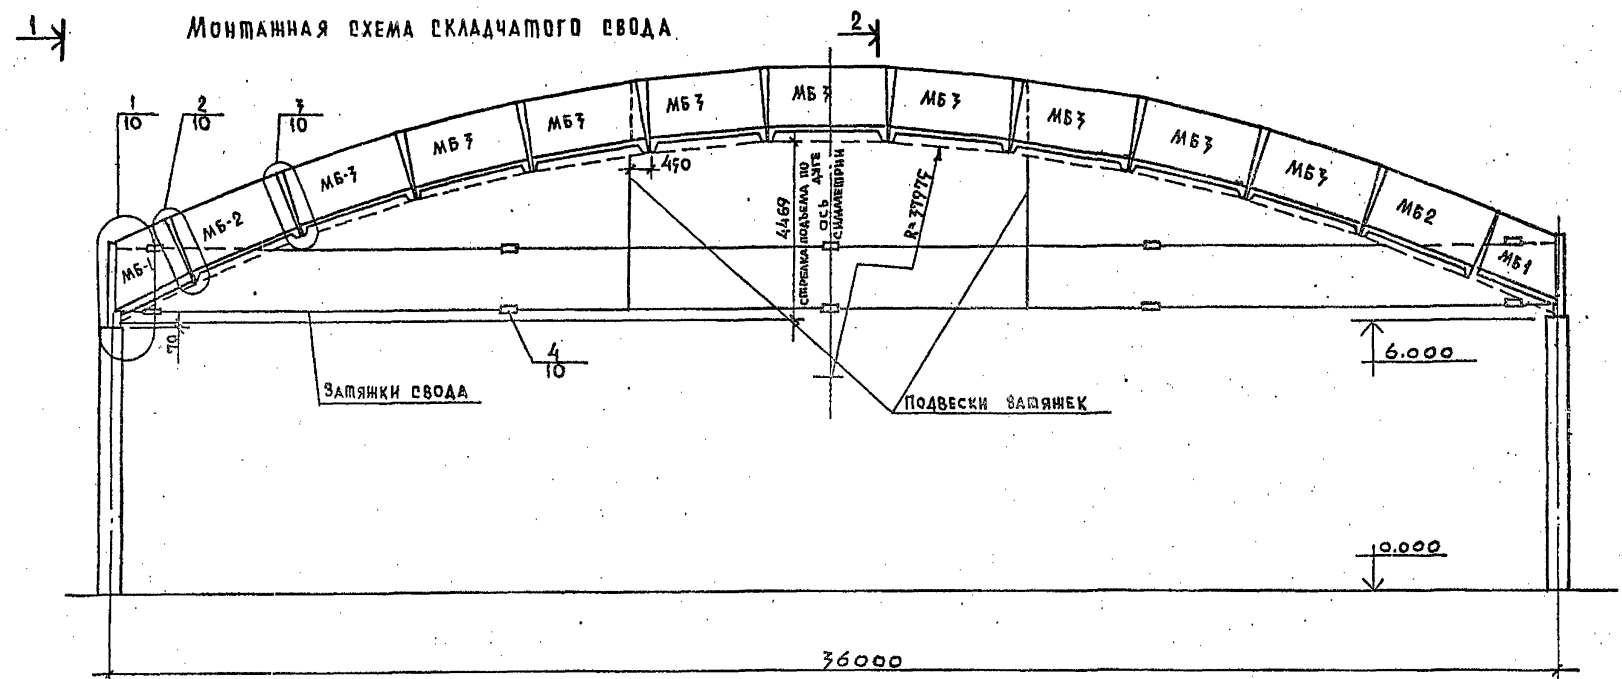 1
МОНТАЖНАЯ СХЕМА СКЛАДЧАТОГО СВОДА
2
1
10
2
10
3
10
МБ-1
МБ-2
МБ-3
МБ3
МБ3
МБ3
МБ3
МБ3
МБ3
МБ3
МБ3
МБ2
МБ1
450
4469
СТРЕЛКА ПОДЪЕМА ПО
ДУГЕ
ОСЬ
СИММЕТРИИ
R=37975
70
4
10
ЗАТЯЖКИ СВОДА
ПОДВЕСКИ ЗАТЯЖЕК
6.000
0.000
36000